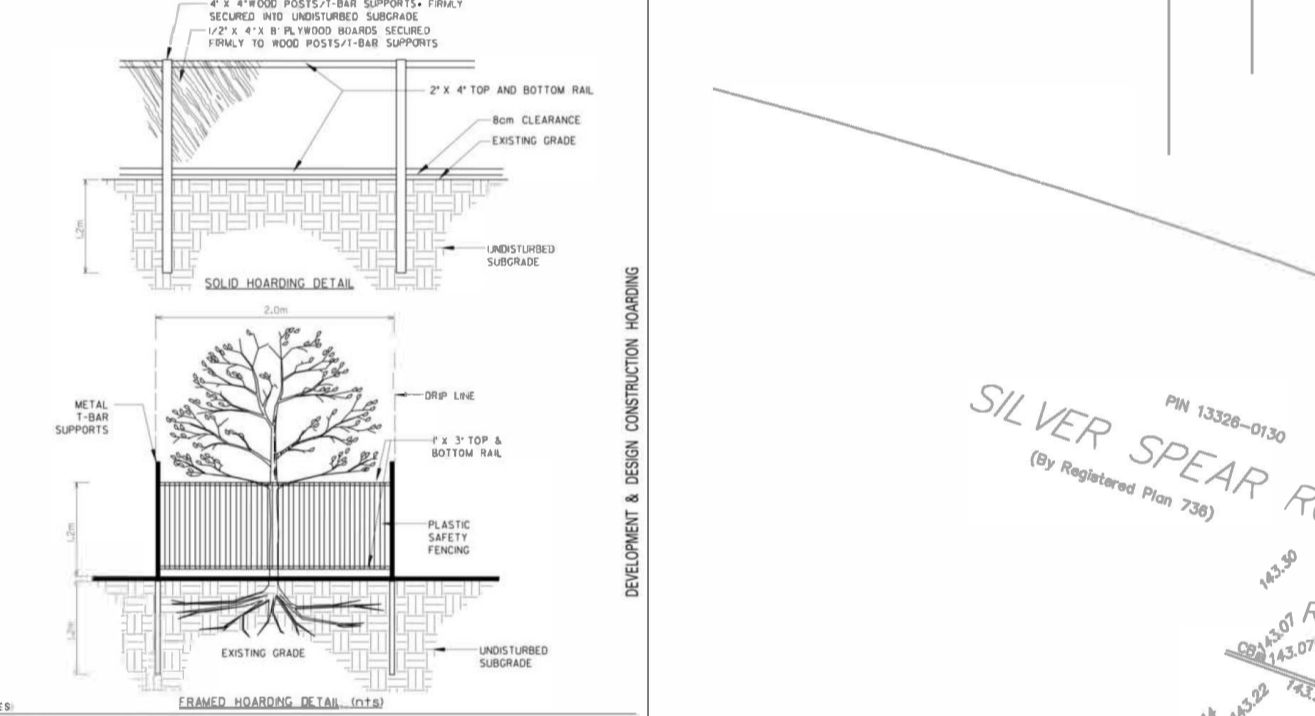 4" X 4" WOOD POSTS/T-BAR SUPPORTS, FIRMLY
SECURED INTO UNDISTURBED SUBGRADE
1/2" X 4' X 8' PLYWOOD BOARDS SECURED
FIRMLY TO WOOD POSTS/T-BAR SUPPORTS
2" X 4" TOP AND BOTTOM RAIL
8cm CLEARANCE
EXISTING GRADE
1.2m
UNDISTURBED
SUBGRADE
SOLID HOARDING DETAIL
2.0m
METAL
T-BAR
SUPPORTS
DRIP LINE
1" X 3" TOP &
BOTTOM RAIL
1.2m
PLASTIC
SAFETY
FENCING
1.2m
EXISTING GRADE
UNDISTURBED
SUBGRADE
FRAMED HOARDING DETAIL (nts)
DEVELOPMENT & DESIGN CONSTRUCTION HOARDING
PIN 13326-0130
SILVER SPEAR
(By Registered Plan 736)
143.30
143.07
CB
143.07
143.22